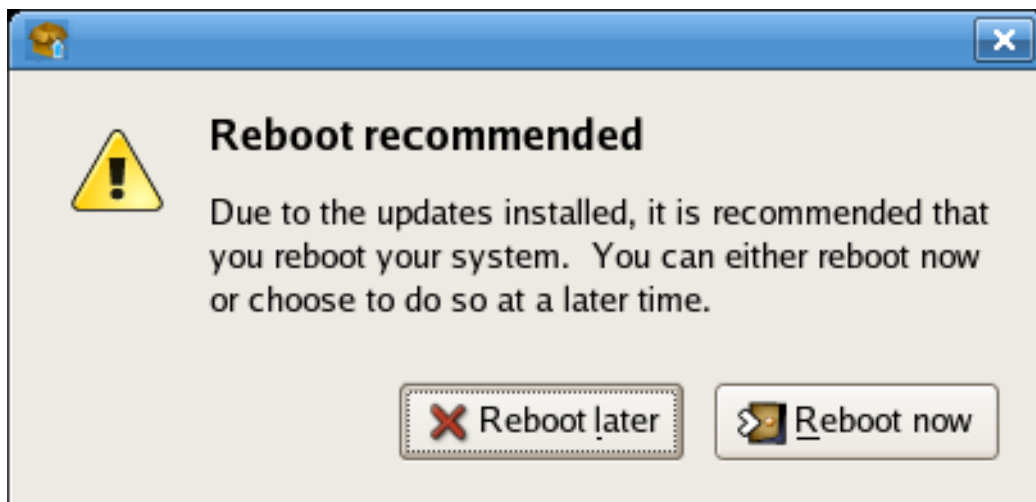 Reboot recommended
Due to the updates installed, it is recommended that
you reboot your system.  You can either reboot now
or choose to do so at a later time.
Reboot later
Reboot now